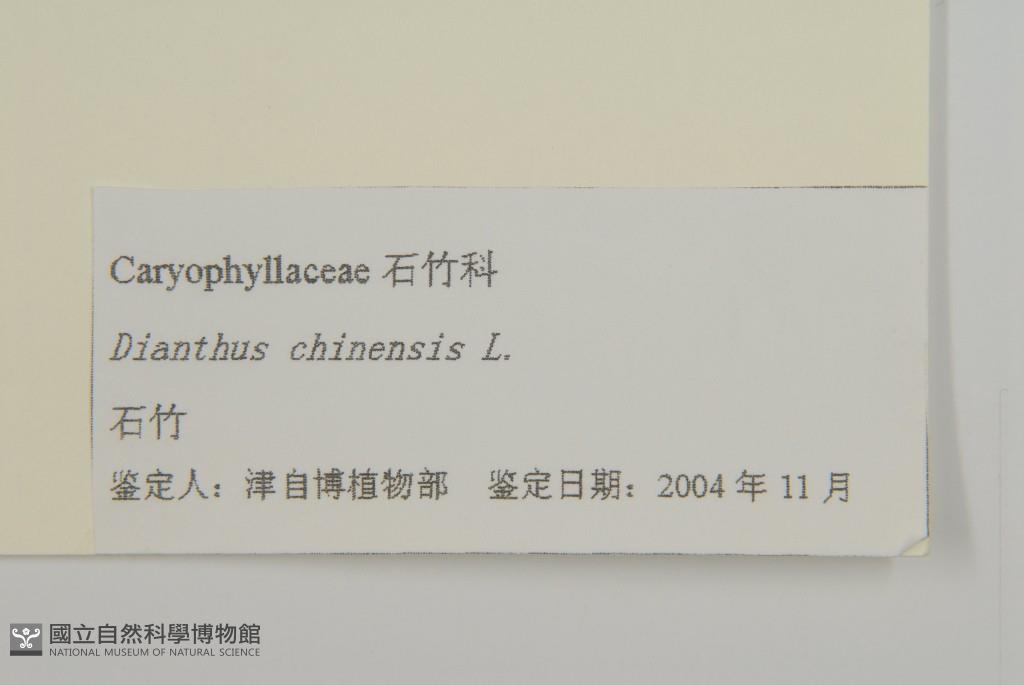 Caryophyllaceae 石竹科
Dianthus chinensis L.
石竹
鉴定人：津自博植物部 鉴定日期：2004 年 11 月
國立自然科學博物館
NATIONAL MUSEUM OF NATURAL SCIENCE